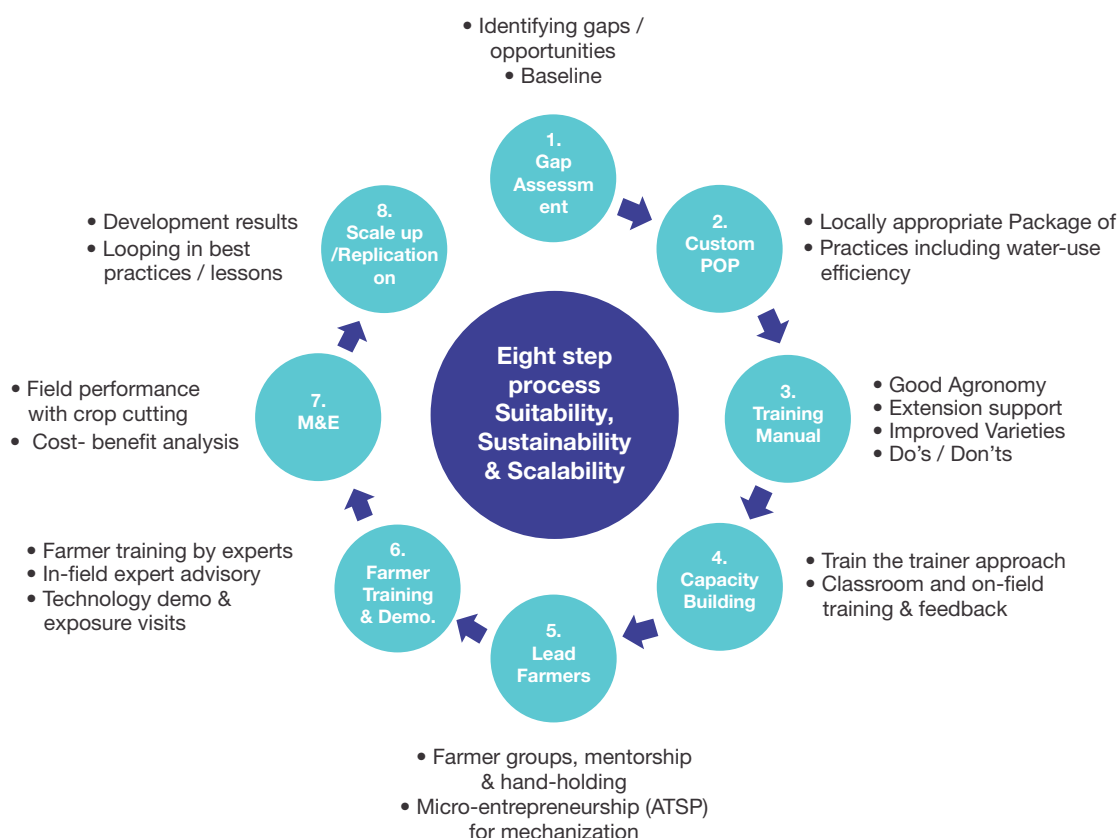 • Identifying gaps /
opportunities
• Baseline
1.
Gap
Assessm
ent
2.
Custom
POP
• Locally appropriate Package of
• Practices including water-use
efficiency
3.
Training
Manual
• Good Agronomy
• Extension support
• Improved Varieties
• Do's / Don'ts
4.
Capacity
Building
• Train the trainer approach
• Classroom and on-field
training & feedback
5.
Lead
Farmers
• Farmer groups, mentorship
& hand-holding
• Micro-entrepreneurship (ATSP)
for mechanization
6.
Farmer
Training
& Demo.
• Farmer training by experts
• In-field expert advisory
• Technology demo &
exposure visits
7.
M&E
• Field performance
with crop cutting
• Cost- benefit analysis
8.
Scale up
/Replication
on
• Development results
• Looping in best
practices / lessons
Eight step
process
Suitability,
Sustainability
& Scalability